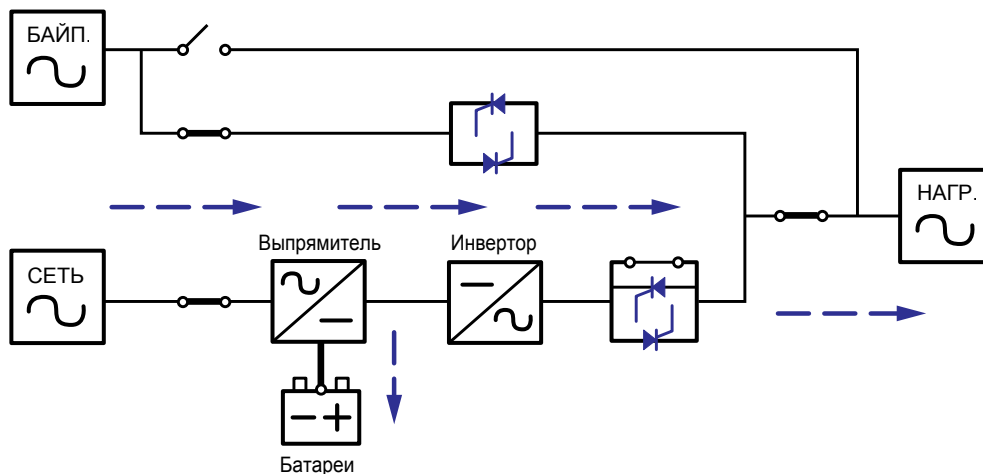 БАЙП.
НАГР.
Выпрямитель
Инвертор
СЕТЬ
Батареи